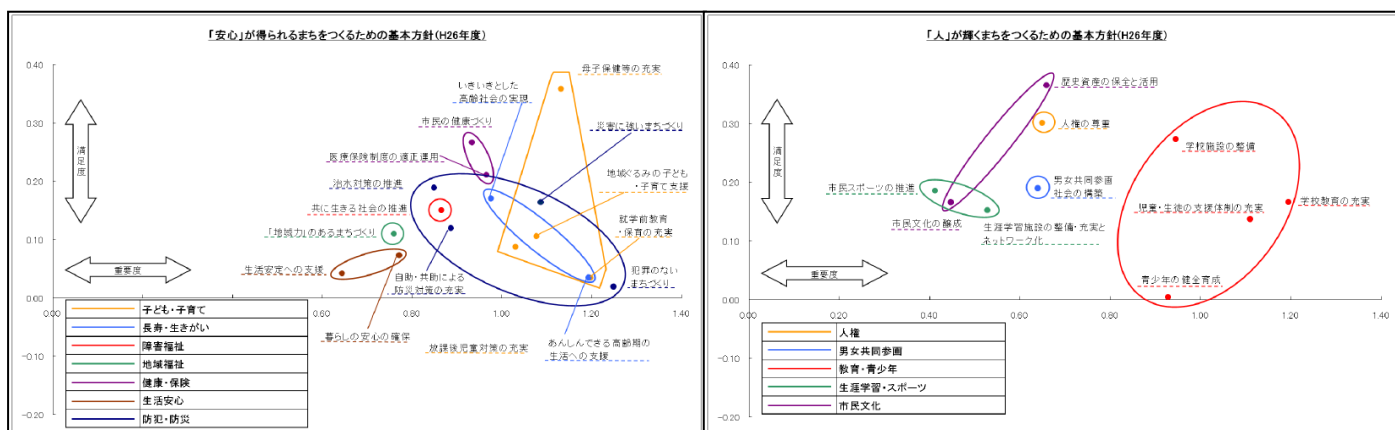 「安心」が得られるまちをつくるための基本方針(H26年度)
0.40
0.30
0.20
0.10
0.00
-0.10
-0.20
0.00
0.20
0.40
0.60
0.80
1.00
1.20
1.40
満足度
重要度
母子保健等の充実
いきいきとした
高齢社会の実現
市民の健康づくり
災害に強いまちづくり
医療保険制度の適正運用
治水対策の推進
地域ぐるみの子ども
・子育て支援
共に生きる社会の推進
就学前教育
・保育の充実
「地域力」のあるまちづくり
生活安定への支援
自助・共助による
防災対策の充実
犯罪のない
まちづくり
暮らしの安心の確保
放課後児童対策の充実
あんしんできる高齢期の
生活への支援
子ども・子育て
長寿・生きがい
障害福祉
地域福祉
健康・保険
生活安心
防犯・防災
「人」が輝くまちをつくるための基本方針(H26年度)
0.40
0.30
0.20
0.10
0.00
-0.10
-0.20
0.00
0.20
0.40
0.60
0.80
1.00
1.20
1.40
満足度
重要度
歴史資産の保全と活用
人権の尊重
学校施設の整備
市民スポーツの推進
男女共同参画
社会の構築
学校教育の充実
児童・生徒の支援体制の充実
市民文化の醸成
生涯学習施設の整備・充実と
ネットワーク化
青少年の健全育成
人権
男女共同参画
教育・青少年
生涯学習・スポーツ
市民文化